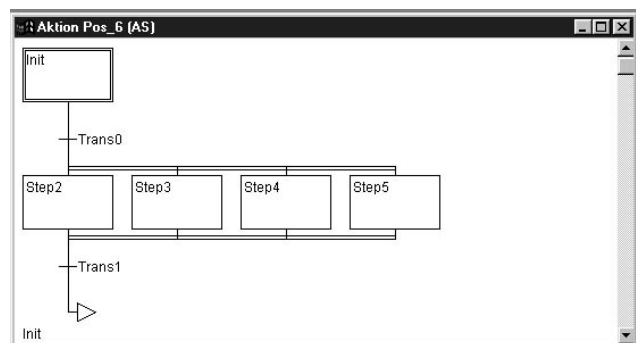 Aktion Pos_6 (AS)
Init
Trans0
Step2 Step3 Step4 Step5
Trans1
Init